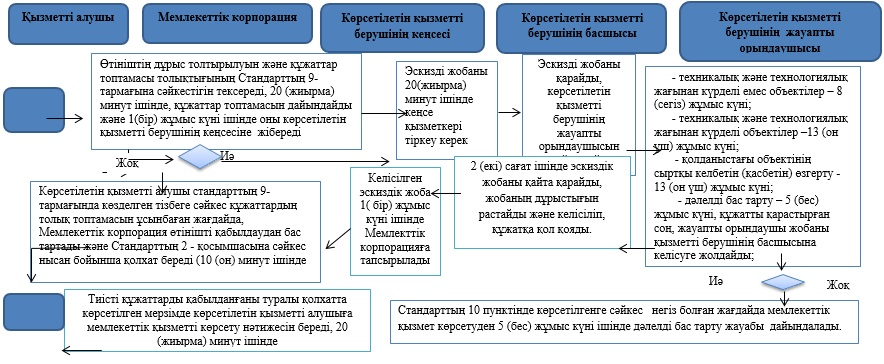 Қызметті алушы
Мемлекеттік корпорация
Көрсетілетін қызметті
берушінің кеңсесі
Көрсетілетін қызметті
берушінің басшысы
Көрсетілетін қызметті
берушінің жауапты
орындаушысы
Өтініштің дұрыс толтырылуын және құжаттар
топтамасы толықтығының Стандарттың 9-
тармағына сәйкестігін тексереді, 20 (жиырма)
минут ішінде, құжаттар топтамасын дайындайды
және 1(бір) жұмыс күні ішінде оны көрсетілетін
қызметті берушінің кеңсесіне жібереді
Эскизді жобаны
20(жиырма)
минут ішінде
кеңсе
қызметкері
тіркеу керек
Эскизді жобаны
қарайды,
көрсетілетін
қызметті
берушінің
жауапты
орындаушысын
- техникалық және технологиялық
жағынан күрделі емес объектілер – 8
(сегіз) жұмыс күні;
- техникалық және технологиялық
жағынан күрделі объектілер –13 (он
үш) жұмыс күні;
- қолданыстағы объектінің
сыртқы келбетін (қасбетін) өзгерту -
13 (он үш) жұмыс күні;
- дәлелді бас тарту – 5 (бес)
жұмыс күні, құжатты қарастырған
соң, жауапты орындаушы жобаны
қызметті берушінің басшысына
келісуге жолдайды;
Жоқ
Иә
Көрсетілетін қызметті алушы стандарттың 9-
тармағында көзделген тізбеге сәйкес құжаттардың
толық топтамасын ұсынбаған жағдайда,
Мемлекеттік корпорация өтінішті қабылдаудан бас
тартады және Стандарттың 2 - қосымшасына сәйкес
нысан бойынша қолхат береді (10 (он) минут ішінде
Келісілген
эскиздік жоба
1( бір) жұмыс
күні ішінде
Мемлекттік
корпорацияға
тапсырылады
2 (екі) сағат ішінде эскиздік
жобаны қайта қарайды,
жобаның дұрыстығын
растайды және келісіліп,
құжатқа қол қояды.
Иә
Жоқ
Тиісті құжаттарды қабылданғаны туралы қолхатта
көрсетілген мерзімде көрсетілетін қызметті алушыға
мемлекеттік қызметті көрсету нәтижесін береді, 20
(жиырма) минут ішінде
Стандарттың 10 пунктінде көрсетілгенге сәйкес негіз болған жағдайда мемлекеттік
қызмет көрсетуден 5 (бес) жұмыс күні ішінде дәлелді бас тарту жауабы дайындалады.